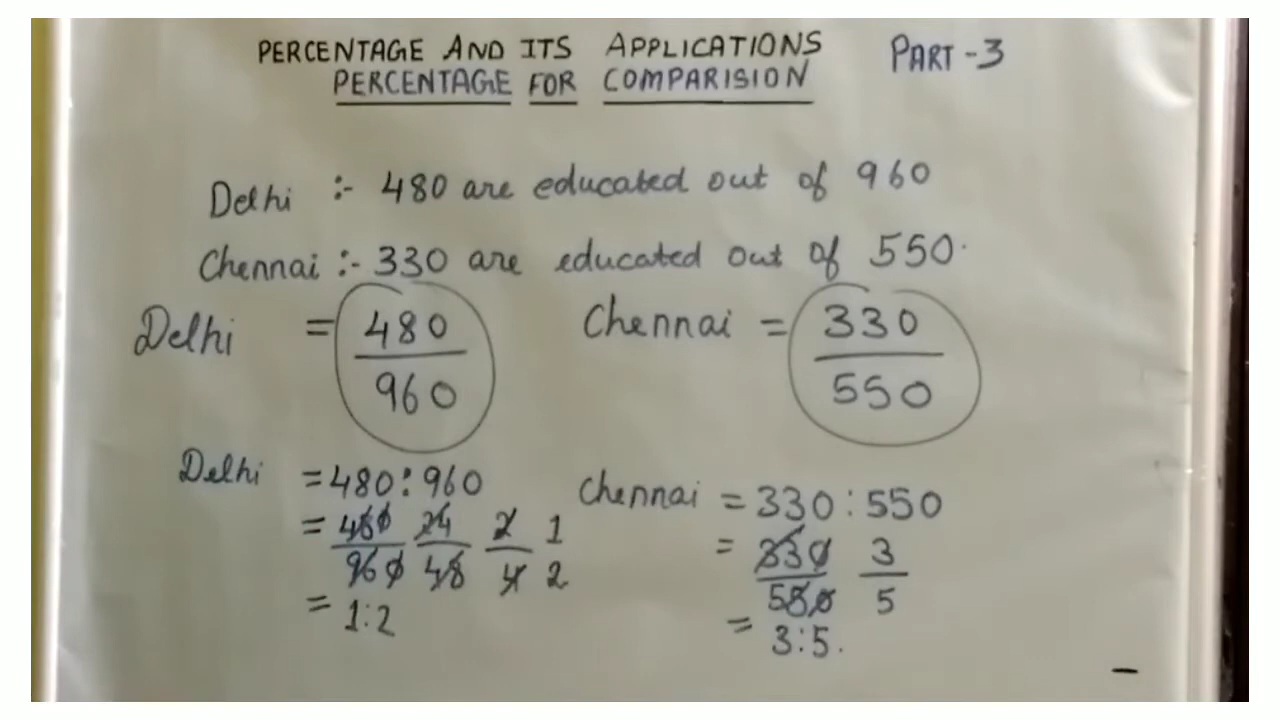 PERCENTAGE AND ITS APPLICATIONS PART-3
PERCENTAGE FOR COMPARISION
Delhi :- 480 are educated out of 960
Chennai :- 330 are educated out of 550.
Delhi = 480/960 Chennai = 330/550
Delhi = 480:960 Chennai = 330:550
= 480/960 24/48 2/4 1/2 = 330/550 3/5
= 1:2 = 3:5.